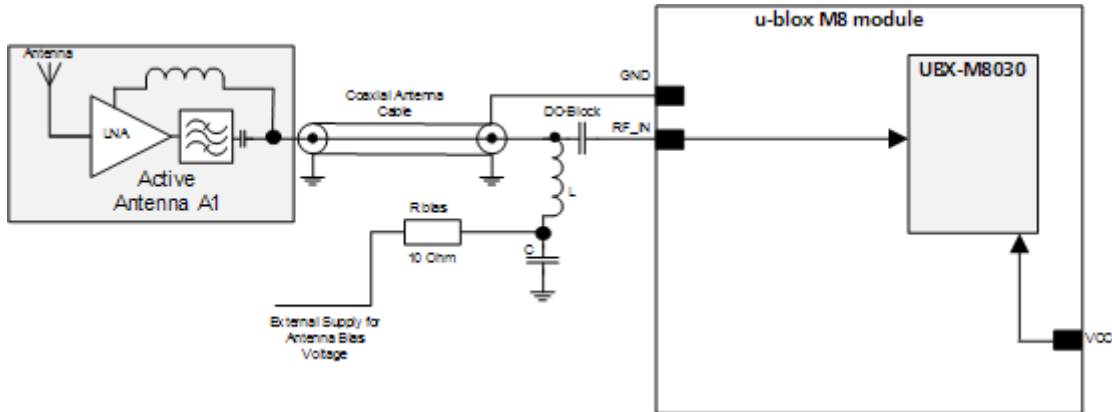 u-blox M8 module
Antenna
UBX-M8030
GND
Coaxial Antenna
Cable
DC-Block
LNA
RF_IN
Active
Antenna A1
L
R bias
10 Ohm
C
External Supply for
Antenna Bias
Voltage
VCC